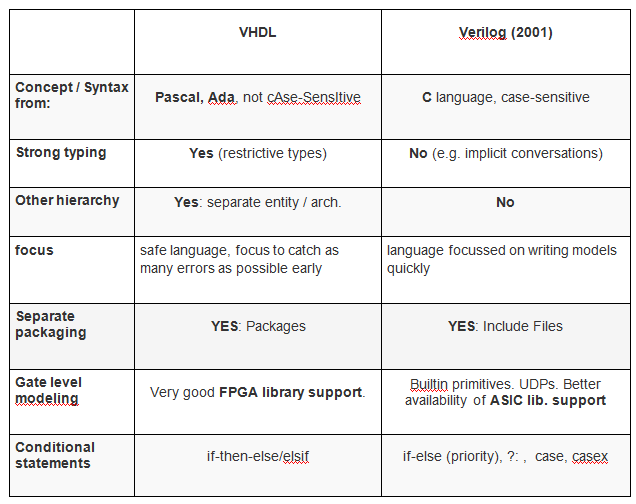 VHDL
Verilog (2001)
Concept / Syntax
from:
Pascal, Ada, not cAse-SensItive
C language, case-sensitive
Strong typing
Yes (restrictive types)
No (e.g. implicit conversations)
Other hierarchy
Yes: separate entity / arch.
No
focus
safe language, focus to catch as
many errors as possible early
language focussed on writing models
quickly
Separate
packaging
YES: Packages
YES: Include Files
Gate level
modeling
Very good FPGA library support.
Builtin primitives. UDPs. Better
availability of ASIC lib. support
Conditional
statements
if-then-else/elsif
if-else (priority), ?: ,  case, casex